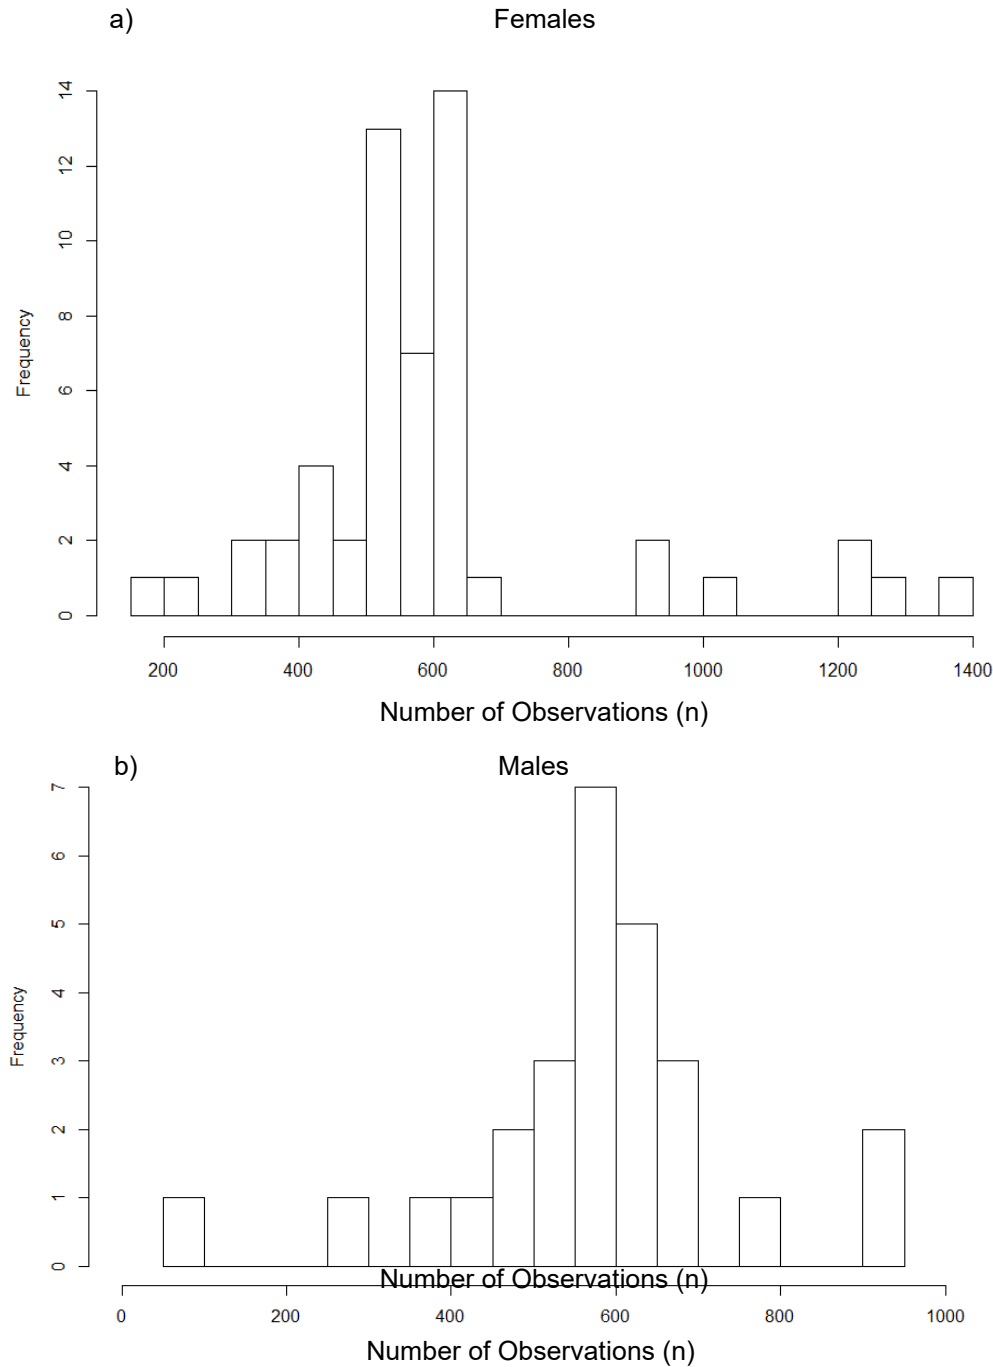 a) Females
14
12
10
8
6
4
2
0
Frequency
200 400 600 800 1000 1200 1400
Number of Observations (n)
b) Males
7
6
5
4
3
2
1
0
Frequency
Number of Observations (n)
0 200 400 600 800 1000
Number of Observations (n)